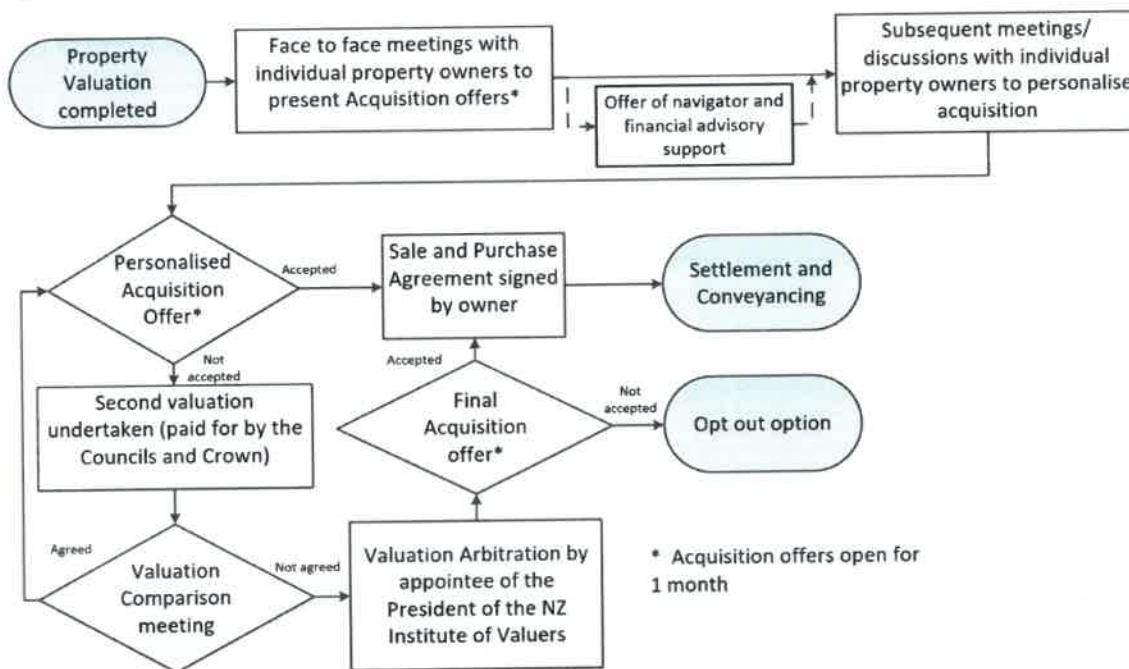 Property
Valuation
completed
Face to face meetings with
individual property owners to
present Acquisition offers*
Offer of navigator and
financial advisory
support
Subsequent meetings/
discussions with individual
property owners to personalise
acquisition
Personalised
Acquisition
Offer*
Accepted
Sale and Purchase
Agreement signed
by owner
Settlement and
Conveyancing
Not
accepted
Second valuation
undertaken (paid for by the
Councils and Crown)
Accepted
Final
Acquisition
offer*
Not
accepted
Opt out option
Agreed
Valuation
Comparison
meeting
Not agreed
Valuation Arbitration by
appointee of the
President of the NZ
Institute of Valuers
* Acquisition offers open for
1 month